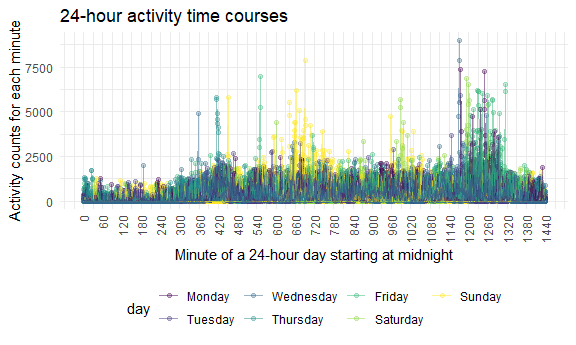 24-hour activity time courses
Activity counts for each minute
7500
5000
2500
0
0 60 120 180 240 300 360 420 480 540 600 660 720 780 840 900 960 1020 1080 1140 1200 1260 1320 1380 1440
Minute of a 24-hour day starting at midnight
day
Monday Wednesday Friday Sunday
Tuesday Thursday Saturday